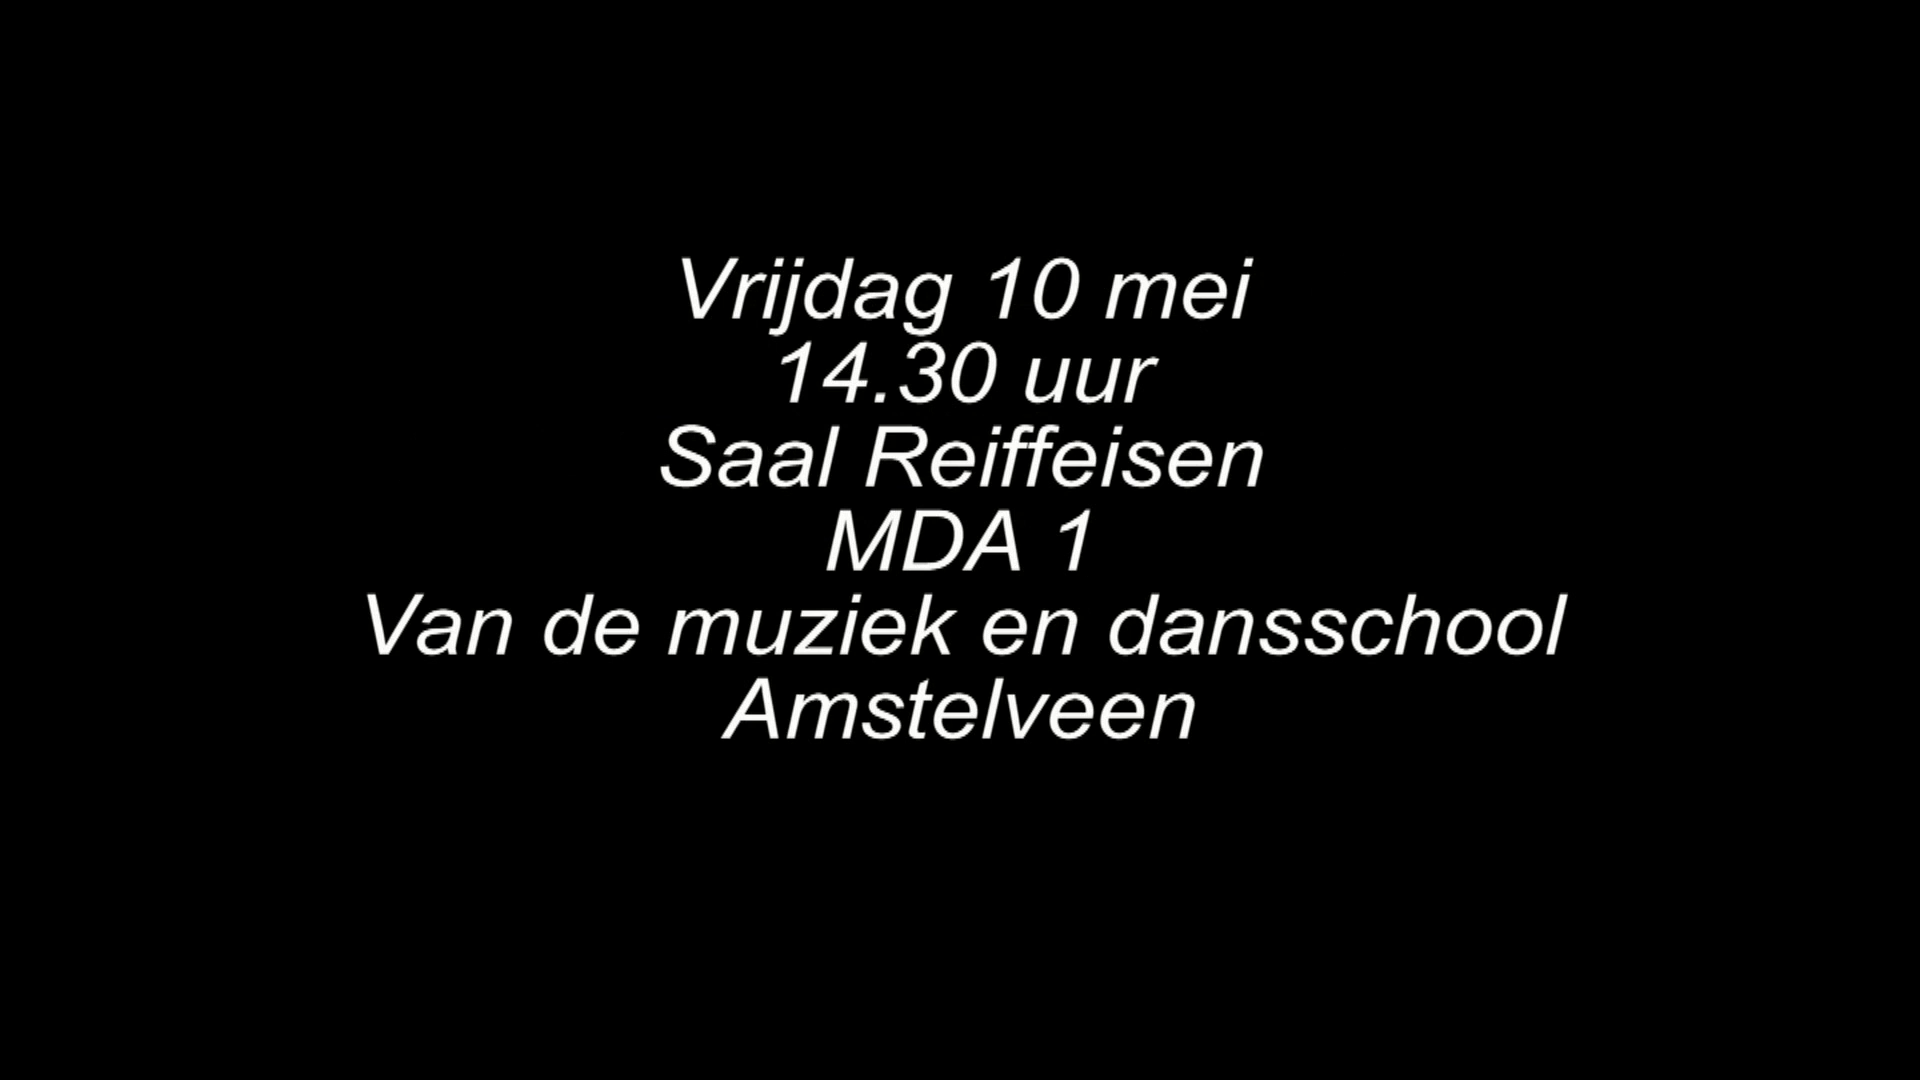 Vrijdag 10 mei
14.30 uur
Saal Reiffeisen
MDA 1
Van de muziek en dansschool
Amstelveen